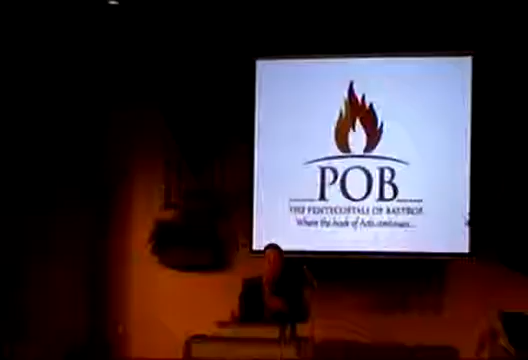 POB
THE PENTECOSTALS OF BASTROP
Where the book of Acts continues...